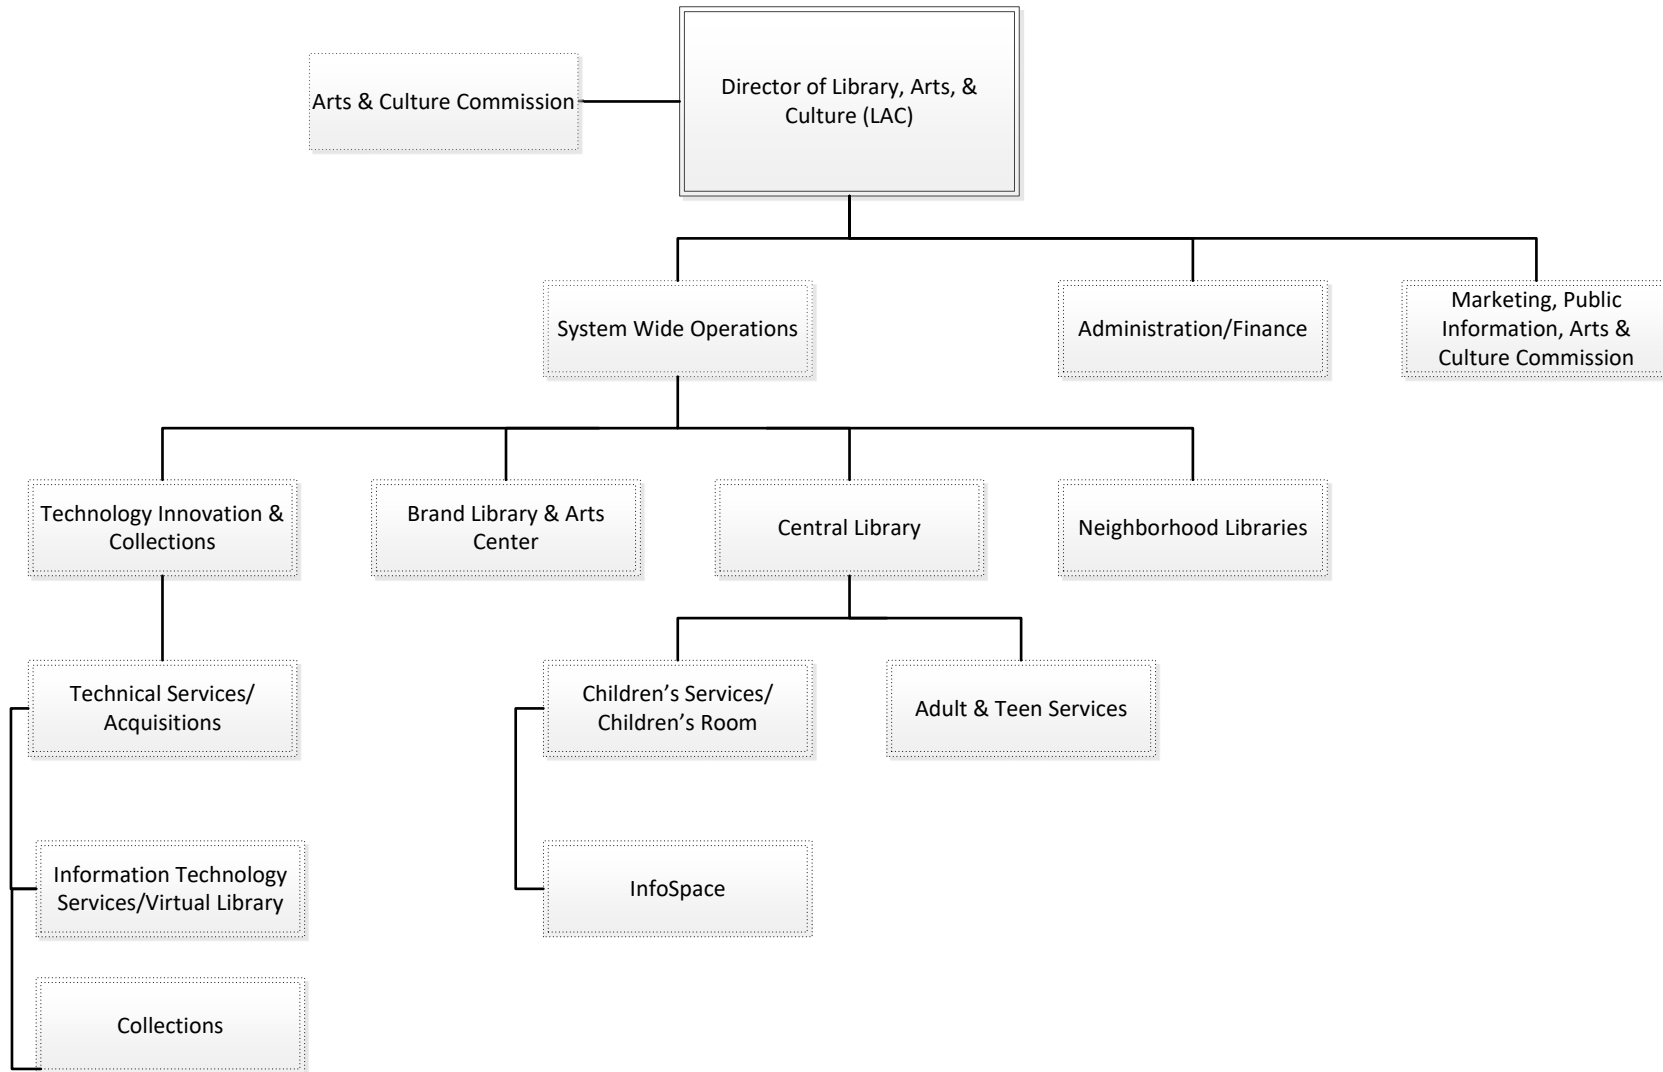 Arts & Culture Commission
Director of Library, Arts, &
Culture (LAC)
System Wide Operations
Administration/Finance
Marketing, Public
Information, Arts &
Culture Commission
Technology Innovation &
Collections
Brand Library & Arts
Center
Central Library
Neighborhood Libraries
Technical Services/
Acquisitions
Children’s Services/
Children’s Room
Adult & Teen Services
Information Technology
Services/Virtual Library
InfoSpace
Collections